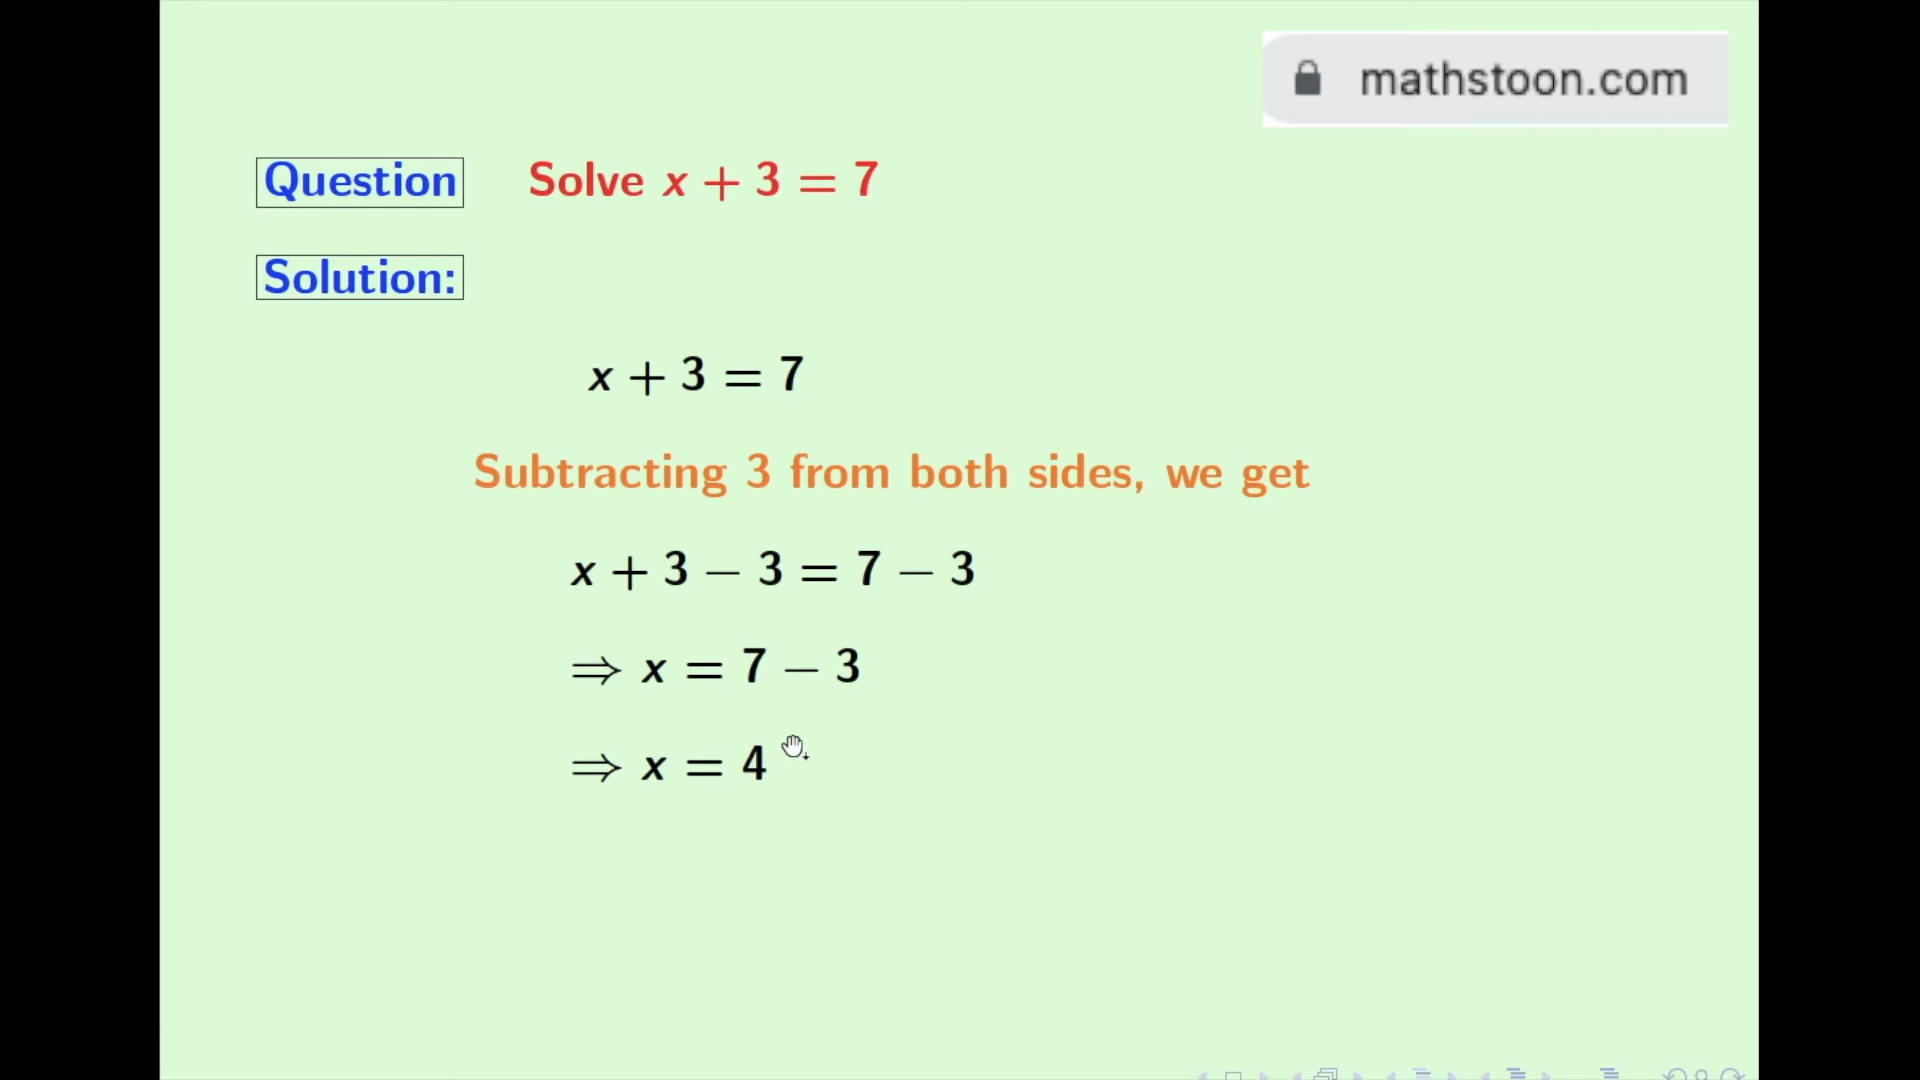 mathstoon.com
Question Solve x + 3 = 7
Solution:
x + 3 = 7
Subtracting 3 from both sides, we get
x + 3 − 3 = 7 − 3
⇒ x = 7 − 3
⇒ x = 4